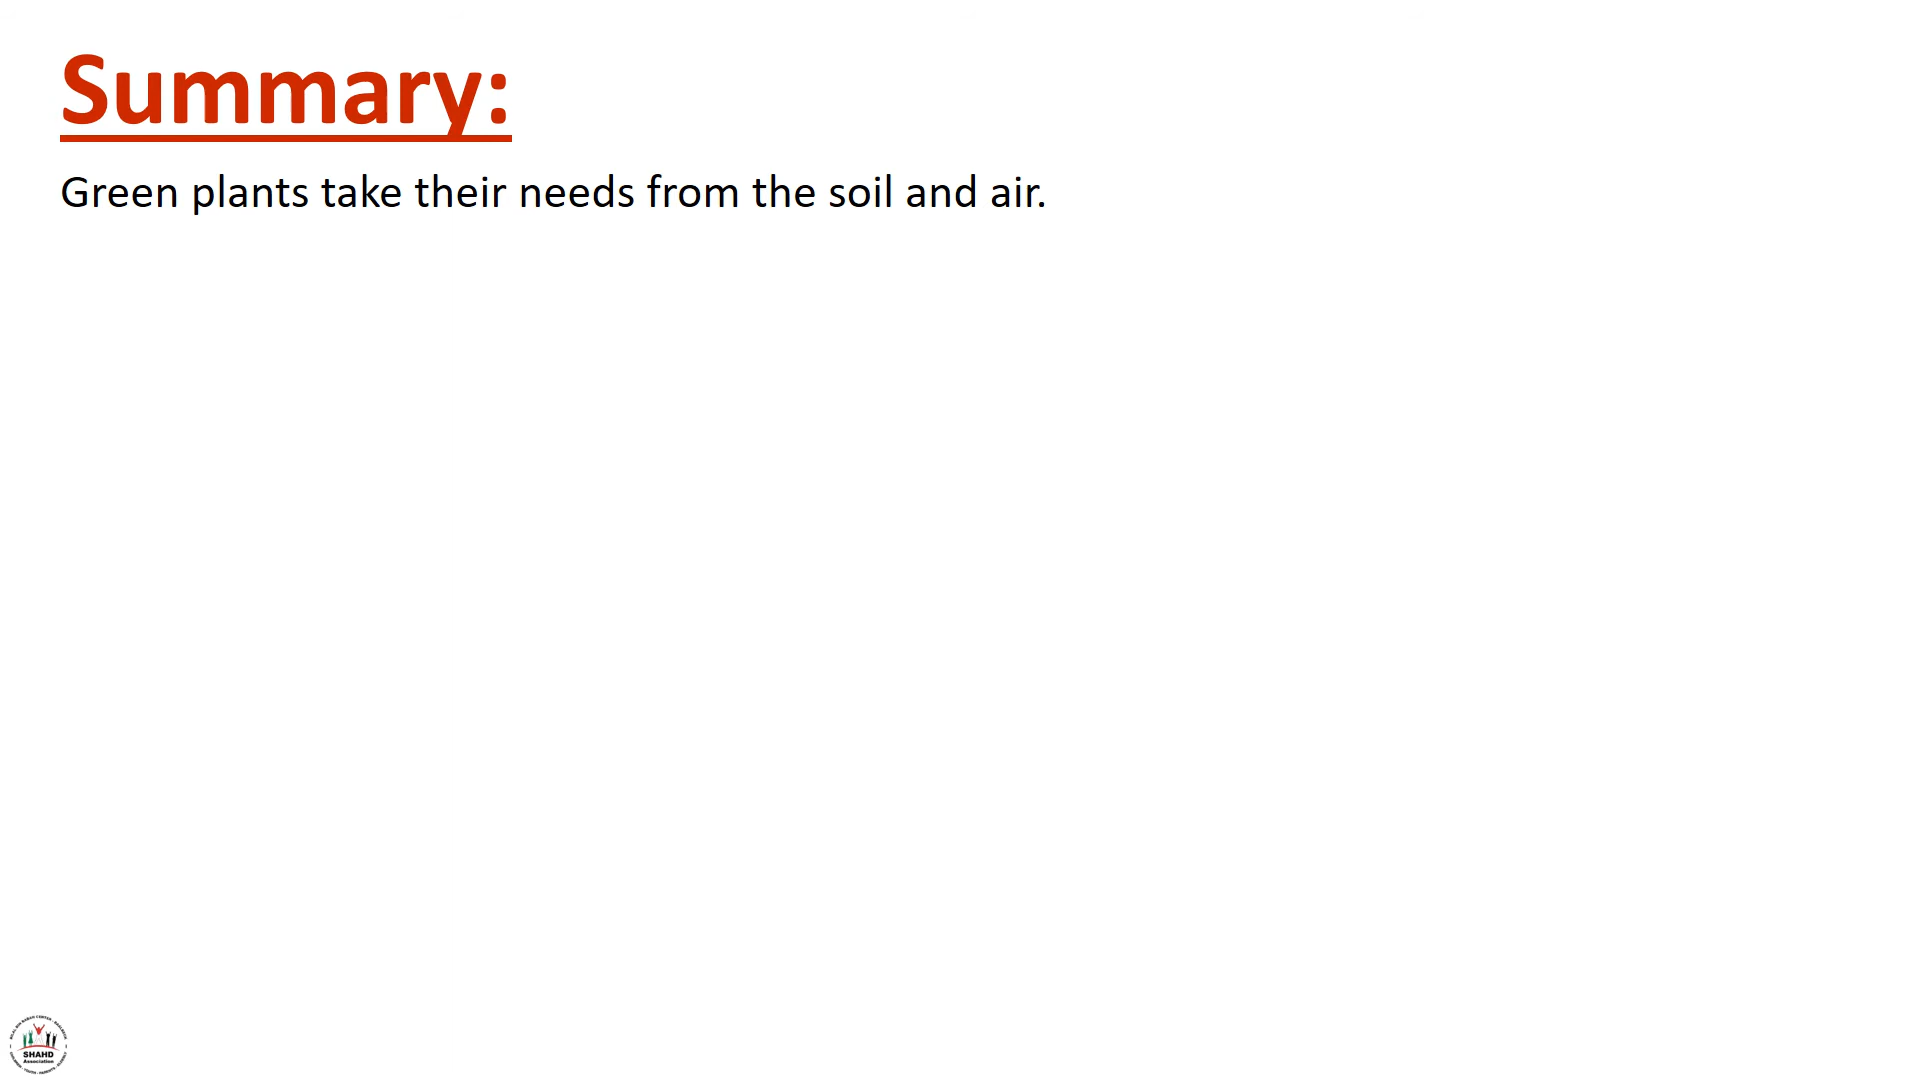 Summary:
Green plants take their needs from the soil and air.
SHAHD
Association